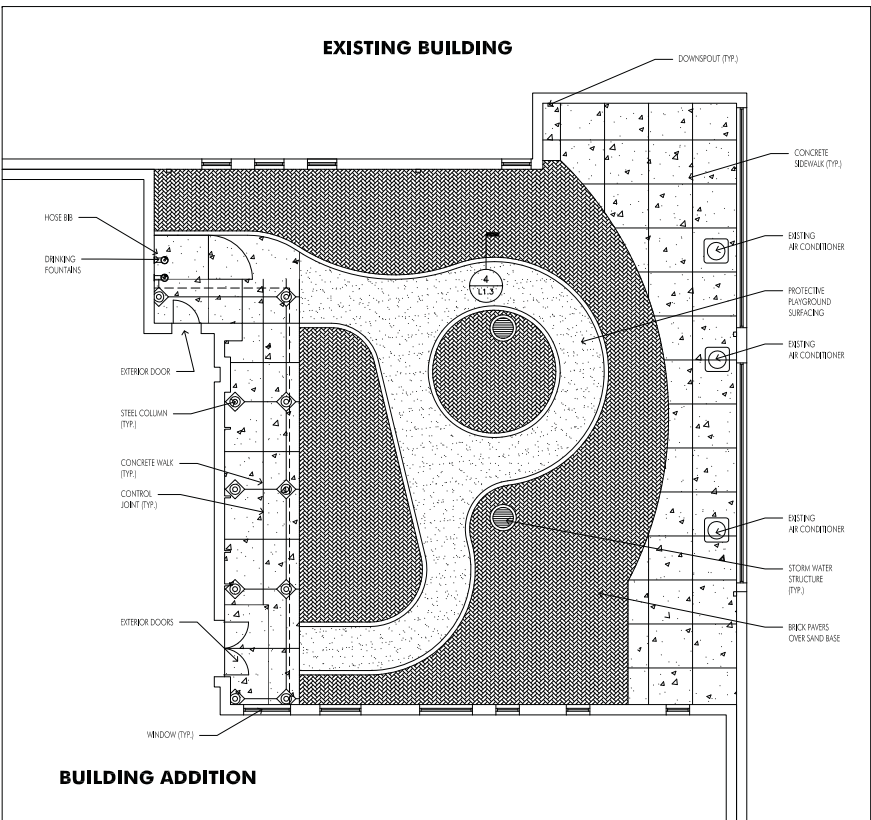 EXISTING BUILDING
DOWNSPOUT (TYP.)
CONCRETE
SIDEWALK (TYP.)
HOSE BIB
EXISTING
AIR CONDITIONER
DRINKING
FOUNTAINS
4
L1.3
PROTECTIVE
PLAYGROUND
SURFACING
EXISTING
AIR CONDITIONER
EXTERIOR DOOR
STEEL COLUMN
(TYP.)
CONCRETE WALK
(TYP.)
CONTROL
JOINT (TYP.)
EXISTING
AIR CONDITIONER
STORM WATER
STRUCTURE
(TYP.)
EXTERIOR DOORS
BRICK PAVERS
OVER SAND BASE
WINDOW (TYP.)
BUILDING ADDITION